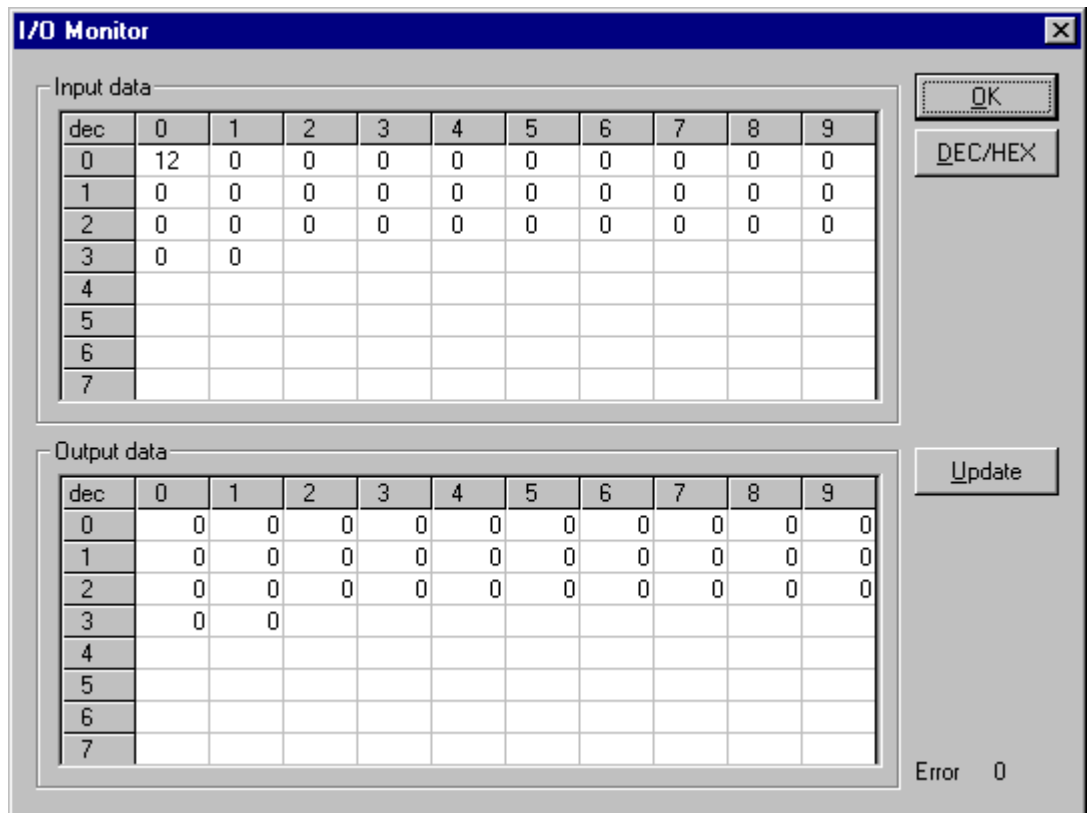 I/O Monitor
Input data
OK
dec 0 1 2 3 4 5 6 7 8 9
DEC/HEX
0 12 0 0 0 0 0 0 0 0 0
1 0 0 0 0 0 0 0 0 0 0
2 0 0 0 0 0 0 0 0 0 0
3 0 0
4
5
6
7
Output data
Update
dec 0 1 2 3 4 5 6 7 8 9
0 0 0 0 0 0 0 0 0 0 0
1 0 0 0 0 0 0 0 0 0 0
2 0 0 0 0 0 0 0 0 0 0
3 0 0
4
5
6
7
Error 0